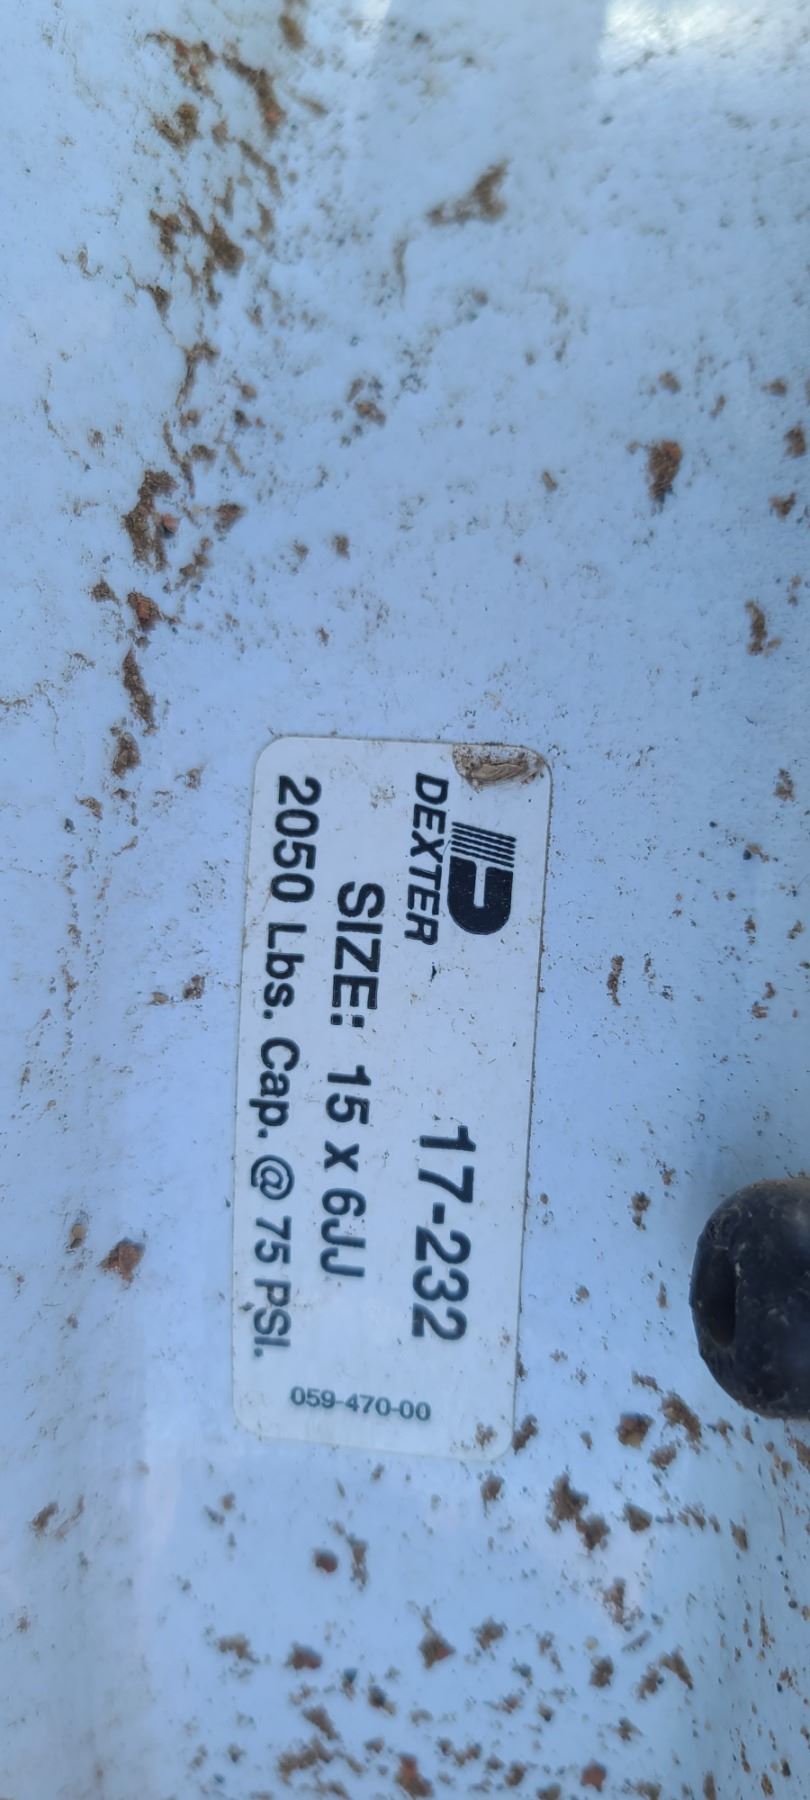 DEXTER
17-232
SIZE: 15 x 6JJ
2050 Lbs. Cap. @ 75 PSI.
059-470-00